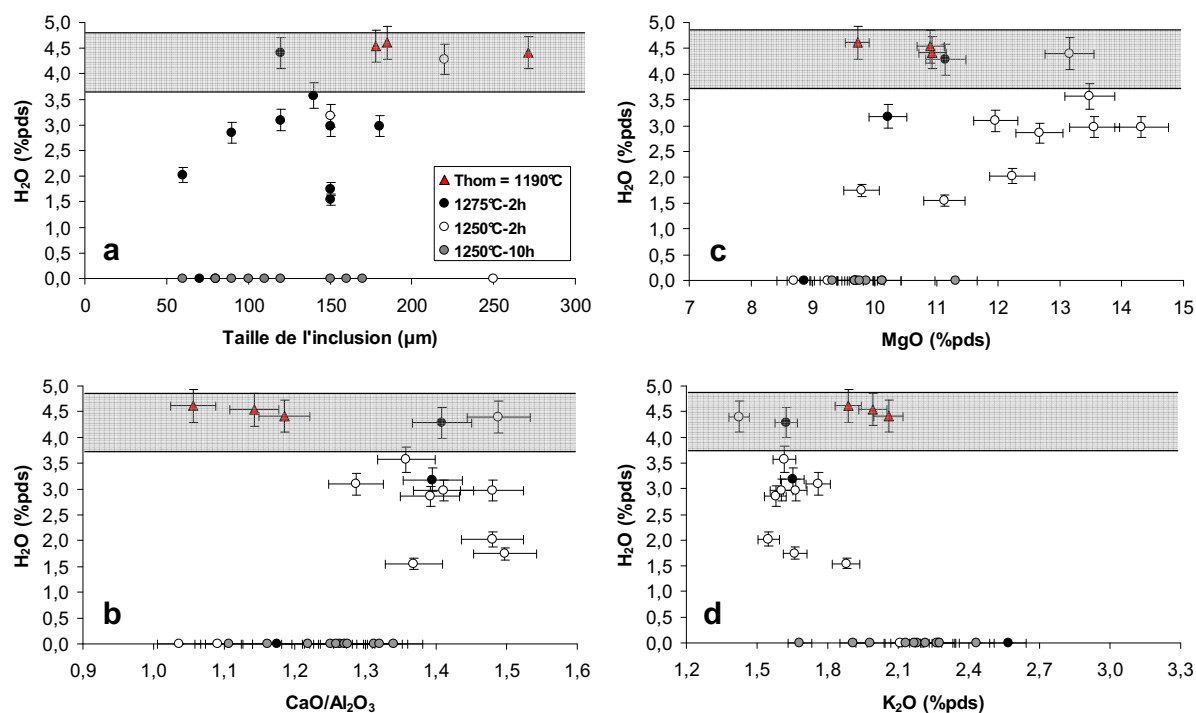 5,0
4,5
4,0
3,5
3,0
2,5
2,0
1,5
1,0
0,5
0,0
H₂O (%pds)
a
Thom = 1190°C
1275°C-2h
1250°C-2h
1250°C-10h
0 50 100 150 200 250 300
Taille de l'inclusion (µm)
5,0
4,5
4,0
3,5
3,0
2,5
2,0
1,5
1,0
0,5
0,0
H₂O (%pds)
c
7 8 9 10 11 12 13 14 15
MgO (%pds)
5,0
4,5
4,0
3,5
3,0
2,5
2,0
1,5
1,0
0,5
0,0
H₂O (%pds)
b
0,9 1,0 1,1 1,2 1,3 1,4 1,5 1,6
CaO/Al₂O₃
5,0
4,5
4,0
3,5
3,0
2,5
2,0
1,5
1,0
0,5
0,0
H₂O (%pds)
d
1,2 1,5 1,8 2,1 2,4 2,7 3,0 3,3
K₂O (%pds)